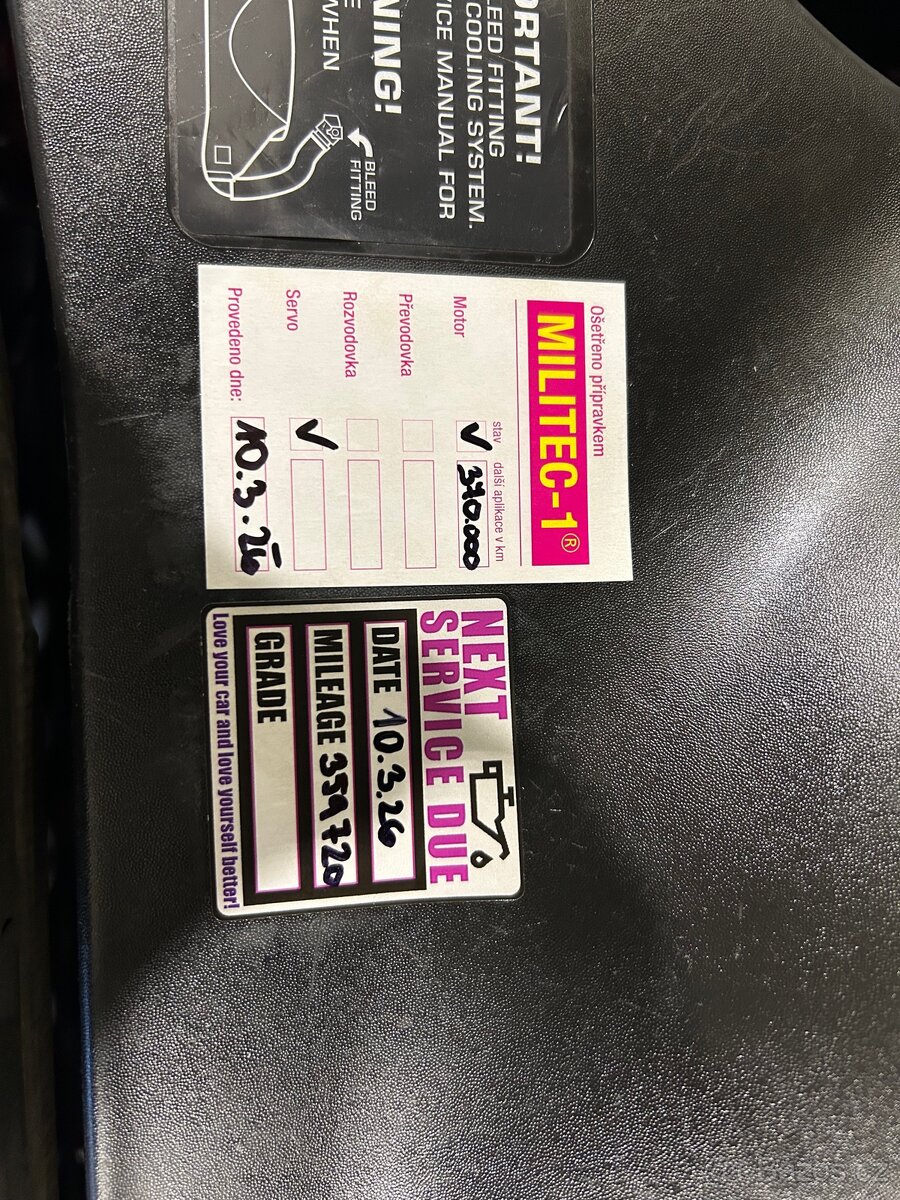 ORTANT!
LEED FITTING
COOLING SYSTEM.
ICE MANUAL FOR
NING!
E
WHEN
BLEED
FITTING
Ošetřeno přípravkem
MILITEC-1®
stav další aplikace v km
Motor ✓ 370.000
Převodovka
Rozvodovka
Servo ✓
Provedeno dne: 10.3.26
NEXT
SERVICE DUE
DATE 10.3.26
MILEAGE 359720
GRADE
Love your car and love yourself better!